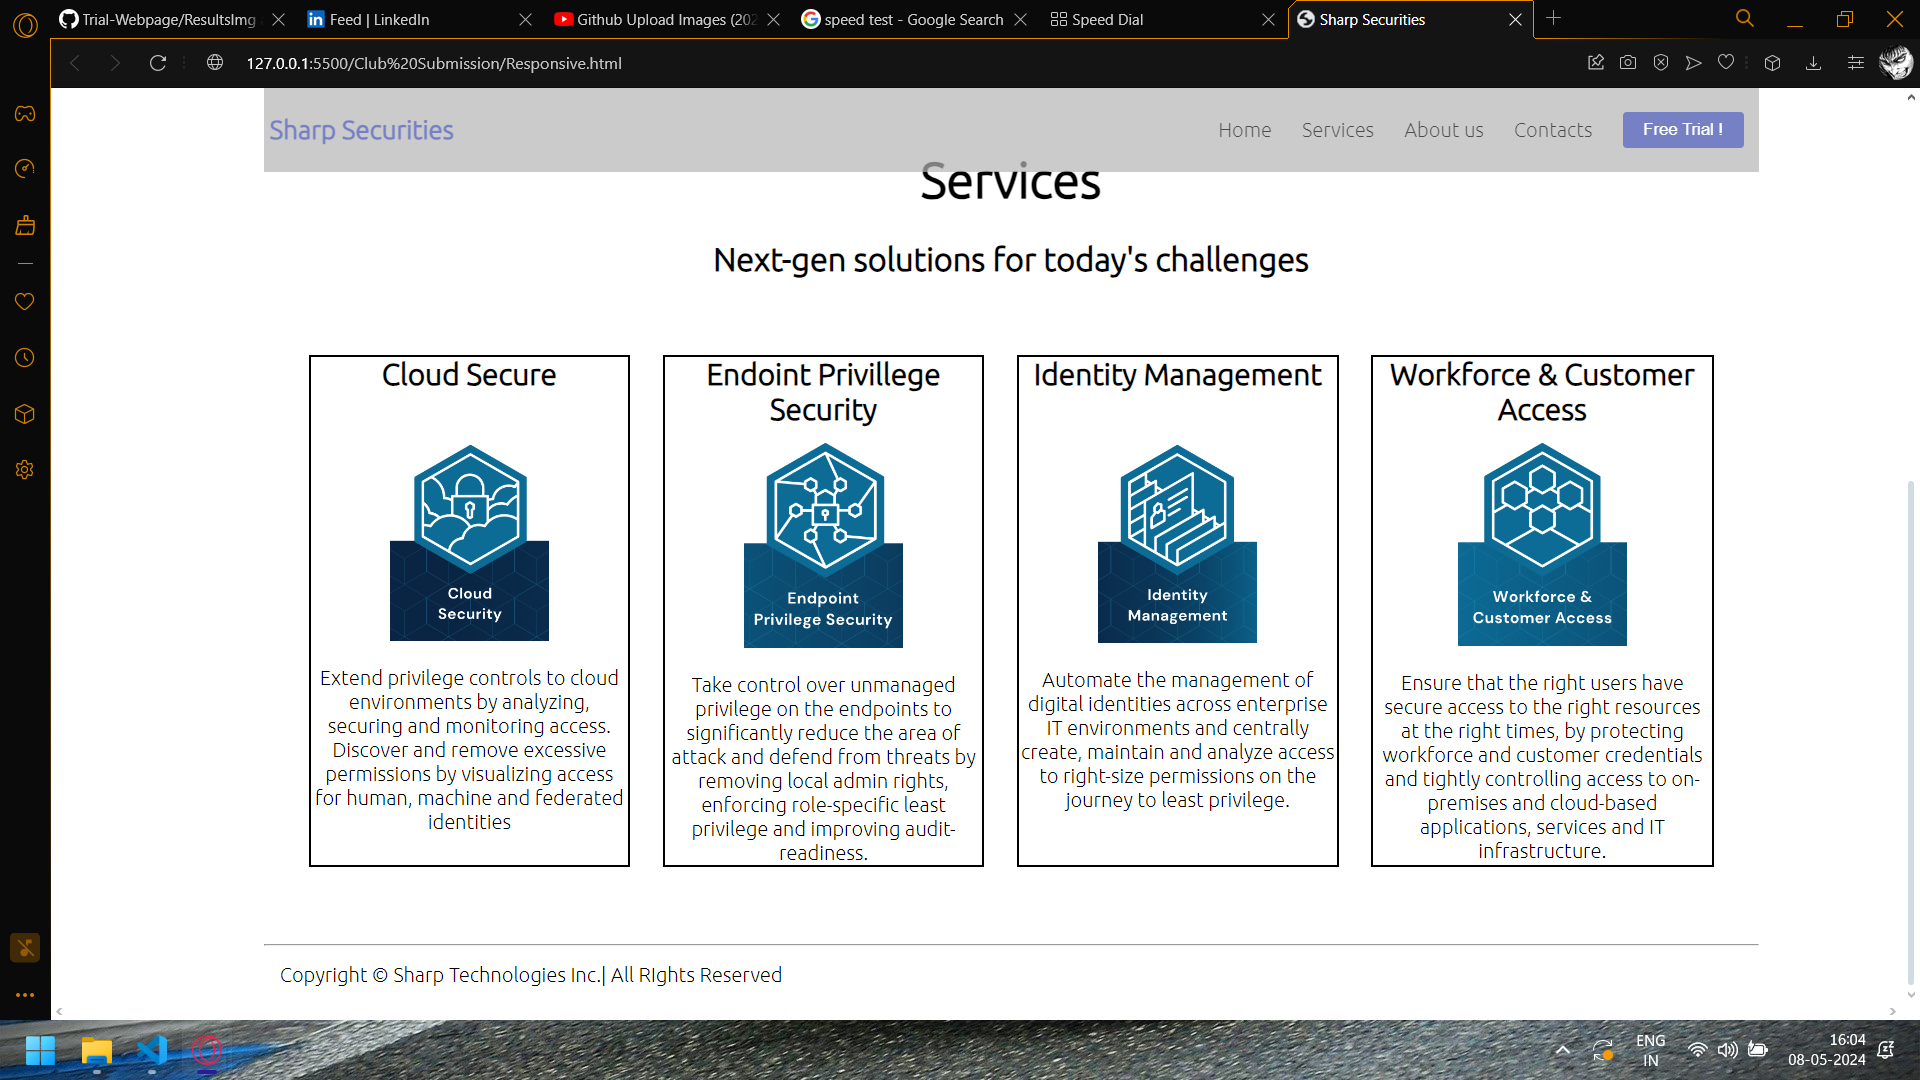 Trial-Webpage/ResultsImg
Feed | LinkedIn
Github Upload Images (202
speed test - Google Search
Speed Dial
Sharp Securities
127.0.0.1:5500/Club%20Submission/Responsive.html
Sharp Securities
Home
Services
About us
Contacts
Free Trial !
Services
Next-gen solutions for today's challenges
Cloud Secure
Cloud
Security
Extend privilege controls to cloud
environments by analyzing,
securing and monitoring access.
Discover and remove excessive
permissions by visualizing access
for human, machine and federated
identities
Endoint Privillege
Security
Endpoint
Privilege Security
Take control over unmanaged
privilege on the endpoints to
significantly reduce the area of
attack and defend from threats by
removing local admin rights,
enforcing role-specific least
privilege and improving audit-
readiness.
Identity Management
Identity
Management
Automate the management of
digital identities across enterprise
IT environments and centrally
create, maintain and analyze access
to right-size permissions on the
journey to least privilege.
Workforce & Customer
Access
Workforce &
Customer Access
Ensure that the right users have
secure access to the right resources
at the right times, by protecting
workforce and customer credentials
and tightly controlling access to on-
premises and cloud-based
applications, services and IT
infrastructure.
Copyright © Sharp Technologies Inc.| All RIghts Reserved
ENG
IN
16:04
08-05-2024